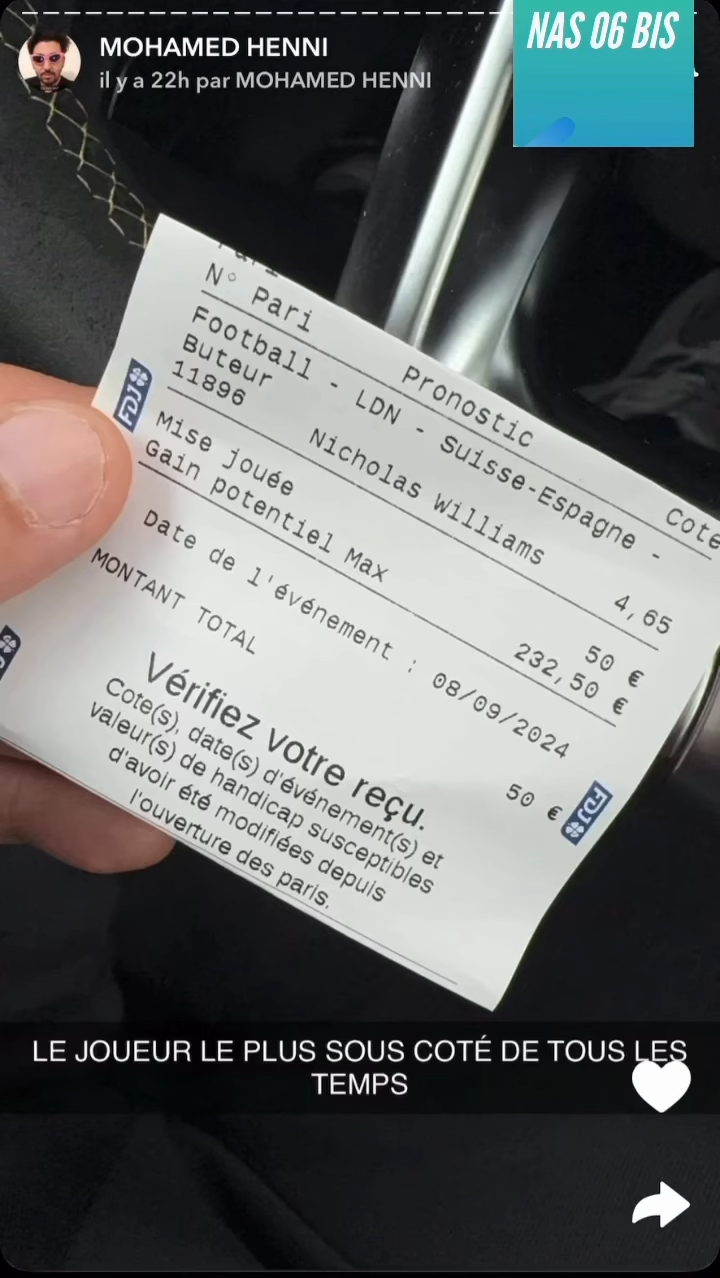 NAS 06 BIS
MOHAMED HENNI
il y a 22h par MOHAMED HENNI
N° Pari
Pronostic
Cote
Football - LDN - Suisse-Espagne -
Buteur
11896
Nicholas Williams
4,65
Mise jouée
50 €
Gain potentiel Max
232,50 €
Date de l'événement : 08/09/2024
MONTANT TOTAL
50 €
Vérifiez votre reçu.
Cote(s), date(s) d'événement(s) et
valeur(s) de handicap susceptibles
d'avoir été modifiées depuis
l'ouverture des paris.
FDJ
FDJ
LE JOUEUR LE PLUS SOUS COTÉ DE TOUS LES
TEMPS